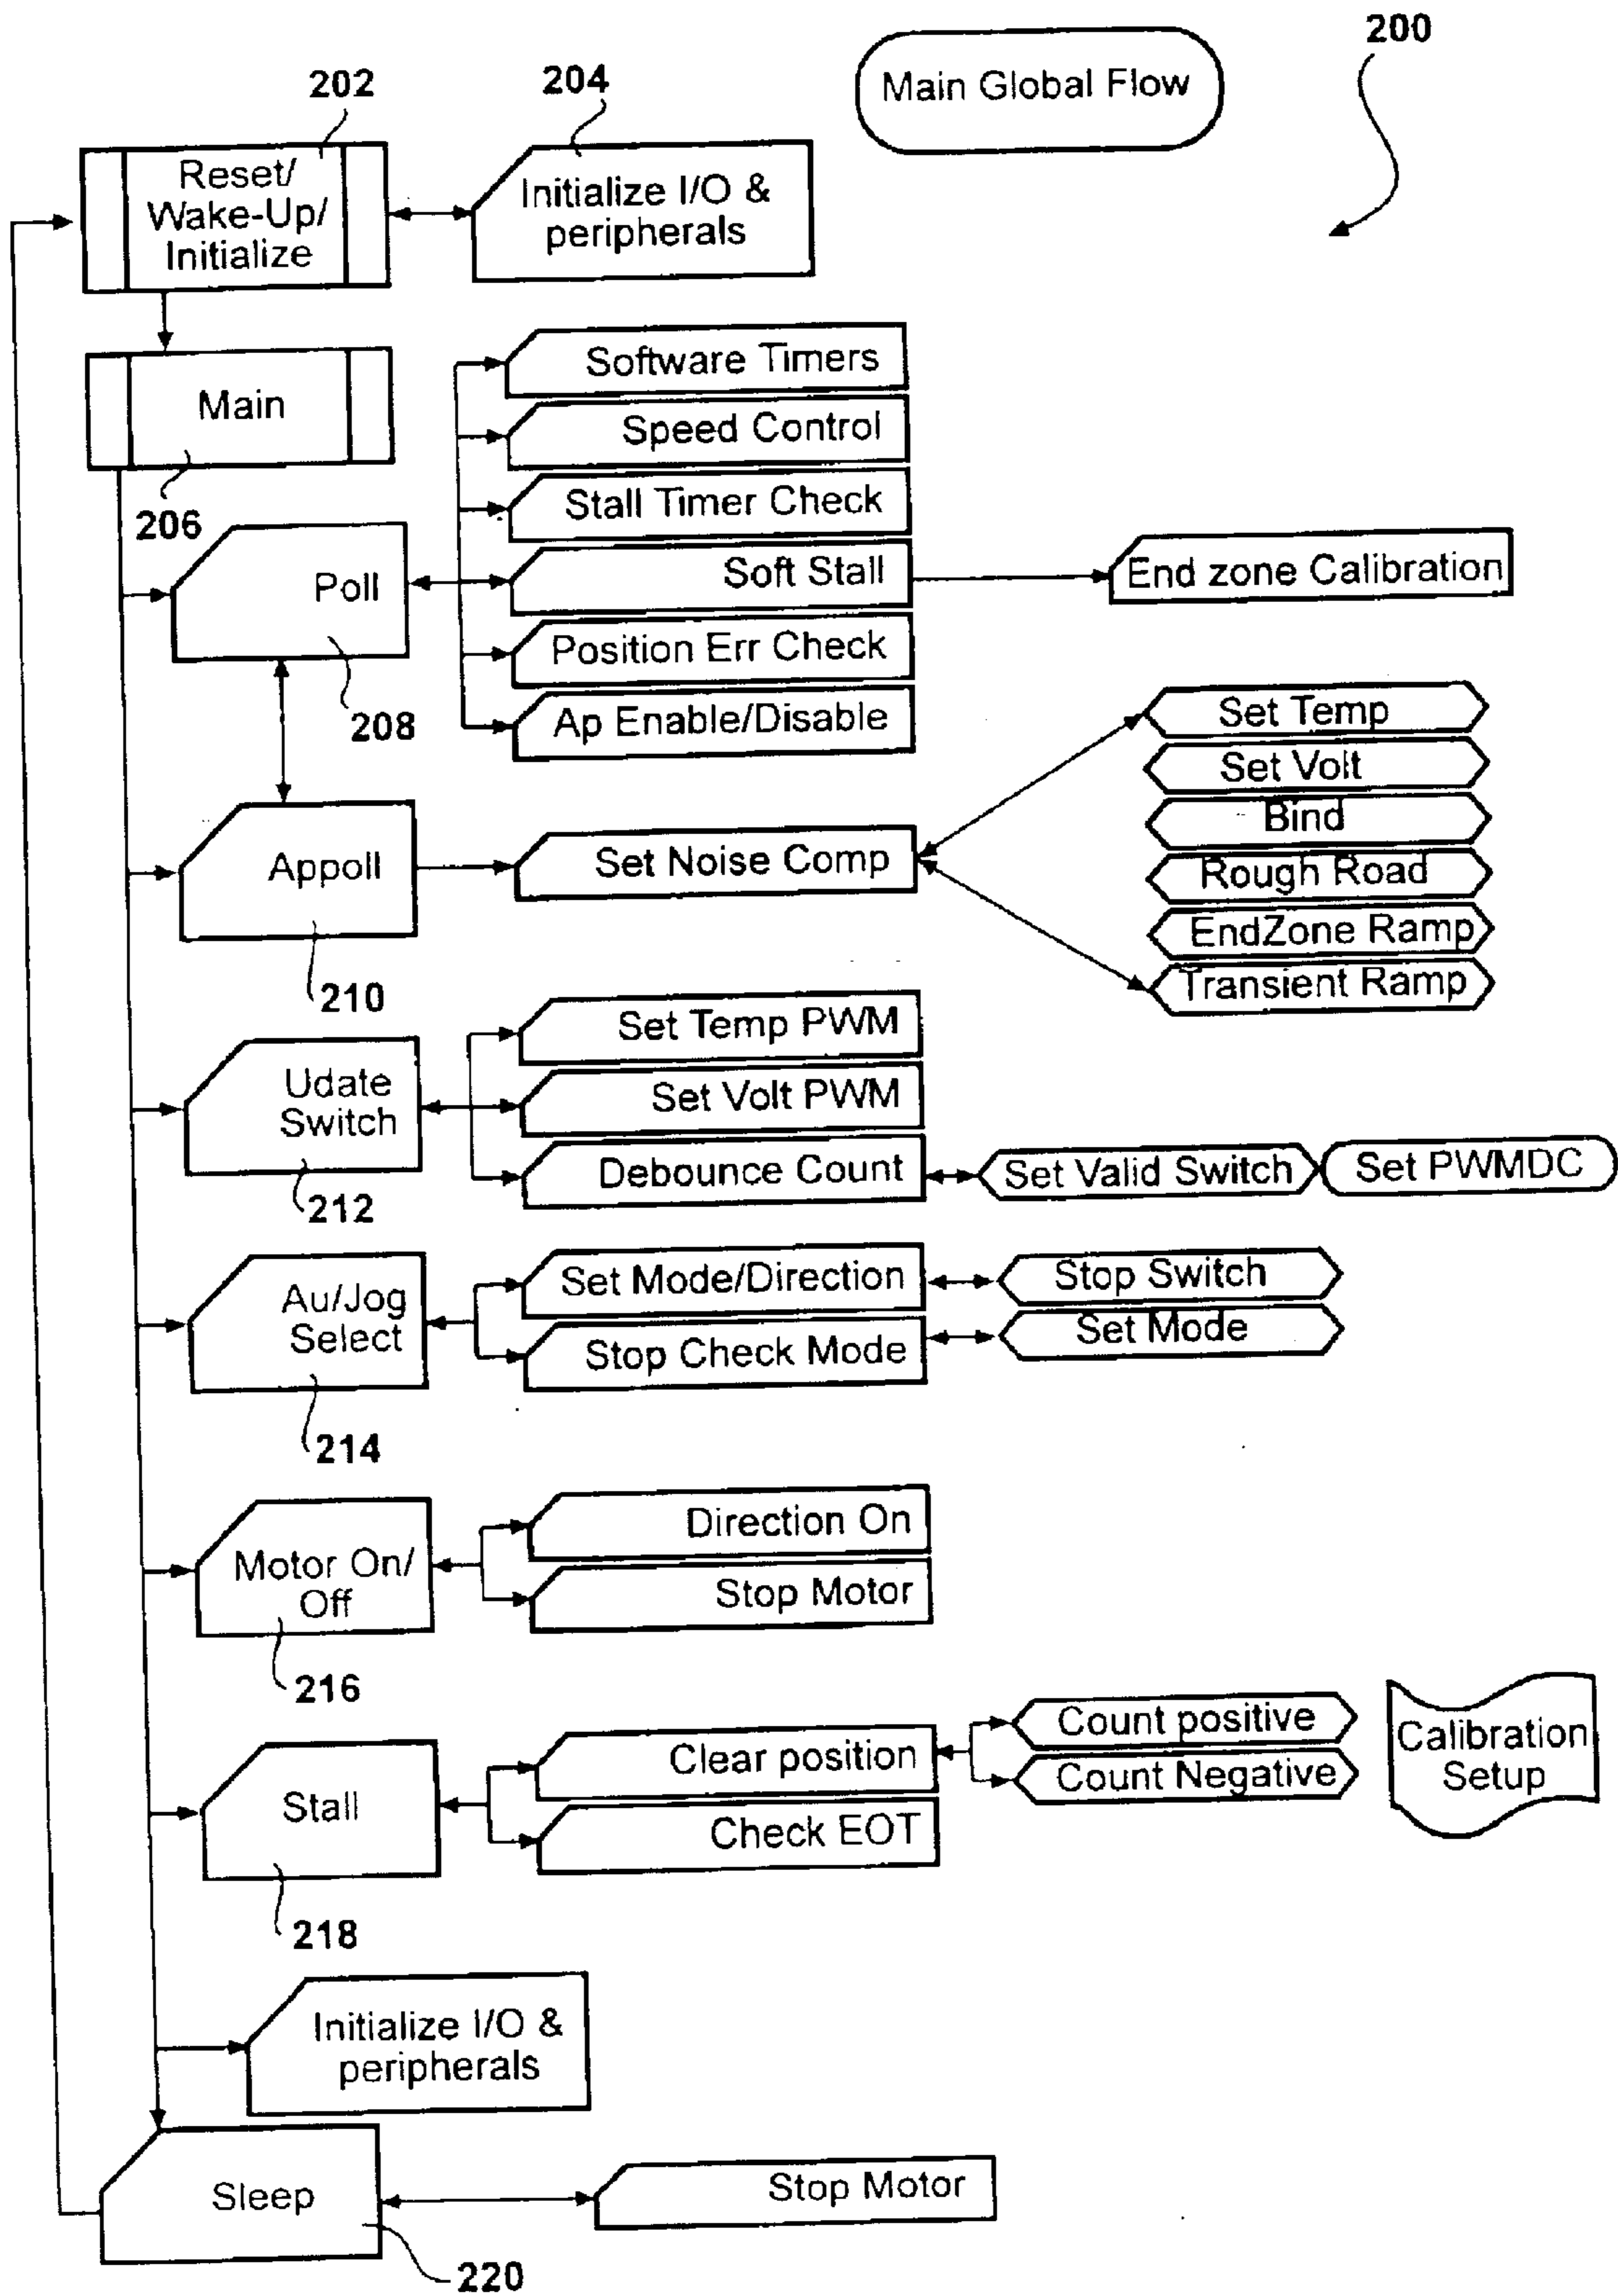 200
Main Global Flow
202
204
Reset/
Wake-Up/
Initialize
Initialize I/O &
peripherals
Main
206
Software Timers
Speed Control
Stall Timer Check
Soft Stall
Position Err Check
Ap Enable/Disable
End zone Calibration
Poll
208
Appoll
210
Set Noise Comp
Set Temp
Set Volt
Bind
Rough Road
EndZone Ramp
Transient Ramp
Udate
Switch
212
Set Temp PWM
Set Volt PWM
Debounce Count
Set Valid Switch
Set PWMDC
Au/Jog
Select
214
Set Mode/Direction
Stop Check Mode
Stop Switch
Set Mode
Motor On/
Off
216
Direction On
Stop Motor
Stall
218
Clear position
Check EOT
Count positive
Count Negative
Calibration
Setup
Initialize I/O &
peripherals
Sleep
220
Stop Motor